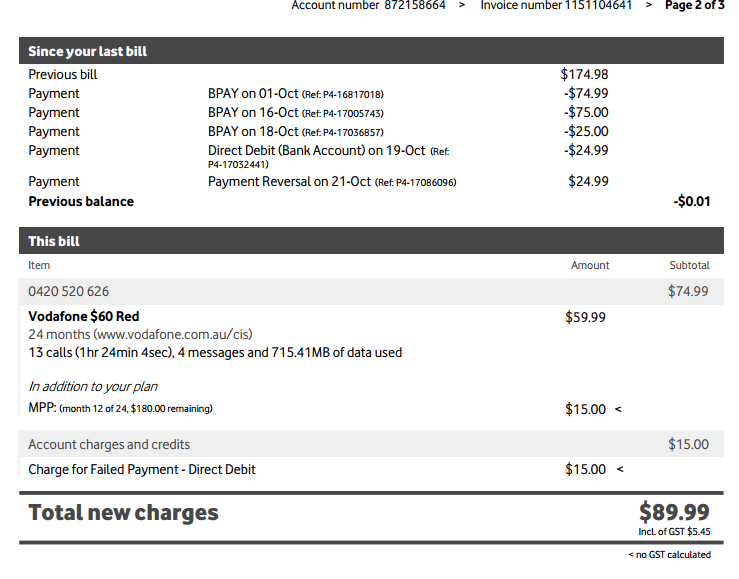 Account number 872158664 > Invoice number 1151104641 > Page 2 of 3
Since your last bill
Previous bill $174.98
Payment BPAY on 01-Oct (Ref: P4-16817018) -$74.99
Payment BPAY on 16-Oct (Ref: P4-17005743) -$75.00
Payment BPAY on 18-Oct (Ref: P4-17036857) -$25.00
Payment Direct Debit (Bank Account) on 19-Oct (Ref: -$24.99
P4-17032441)
Payment Payment Reversal on 21-Oct (Ref: P4-17086096) $24.99
Previous balance -$0.01
This bill
Item Amount Subtotal
0420 520 626 $74.99
Vodafone $60 Red $59.99
24 months (www.vodafone.com.au/cis)
13 calls (1hr 24min 4sec), 4 messages and 715.41MB of data used
In addition to your plan
MPP: (month 12 of 24, $180.00 remaining) $15.00 <
Account charges and credits $15.00
Charge for Failed Payment - Direct Debit $15.00 <
Total new charges $89.99
Incl. of GST $5.45
< no GST calculated